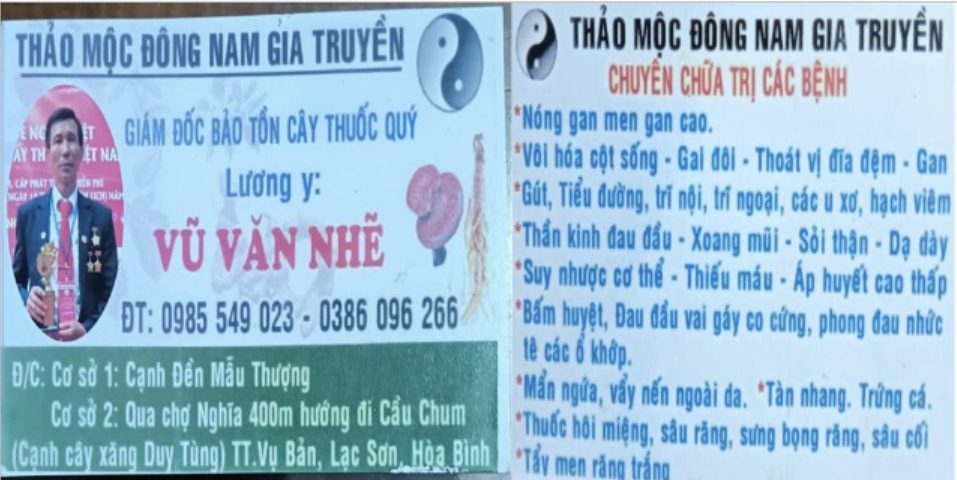 THẢO MỘC ĐÔNG NAM GIA TRUYỀN
GIÁM ĐỐC BẢO TỒN CÂY THUỐC QUÝ
Lương y:
VŨ VĂN NHẼ
ĐT: 0985 549 023 - 0386 096 266
Đ/C: Cơ sở 1: Cạnh Đền Mẫu Thượng
Cơ sở 2: Qua chợ Nghĩa 400m hướng đi Cầu Chum
(Cạnh cây xăng Duy Tùng) TT.Vụ Bản, Lạc Sơn, Hòa Bình
THẢO MỘC ĐÔNG NAM GIA TRUYỀN
CHUYÊN CHỮA TRỊ CÁC BỆNH
*Nóng gan men gan cao.
*Vôi hóa cột sống - Gai đôi - Thoát vị đĩa đệm - Gan
*Gút, Tiểu đường, trĩ nội, trĩ ngoại, các u xơ, hạch viêm
*Thần kinh đau đầu - Xoang mũi - Sỏi thận - Dạ dày
*Suy nhược cơ thể - Thiếu máu - Áp huyết cao thấp
*Bấm huyệt, Đau đầu vai gáy co cứng, phong đau nhức
tê các ổ khớp.
*Mẩn ngứa, vẩy nến ngoài da. *Tàn nhang. Trứng cá.
*Thuốc hôi miệng, sâu răng, sưng bọng răng, sâu cối
*Tẩy men răng trắng